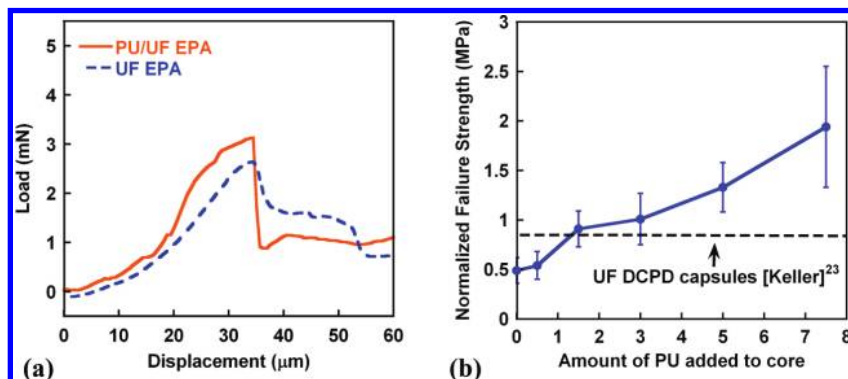 PU/UF EPA
UF EPA
Load (mN)
5
4
3
2
1
0
0 10 20 30 40 50 60
Displacement (μm)
(a)
Normalized Failure Strength (MPa)
3
2.5
2
1.5
1
0.5
0
UF DCPD capsules [Keller]²³
0 1 2 3 4 5 6 7 8
Amount of PU added to core
(b)